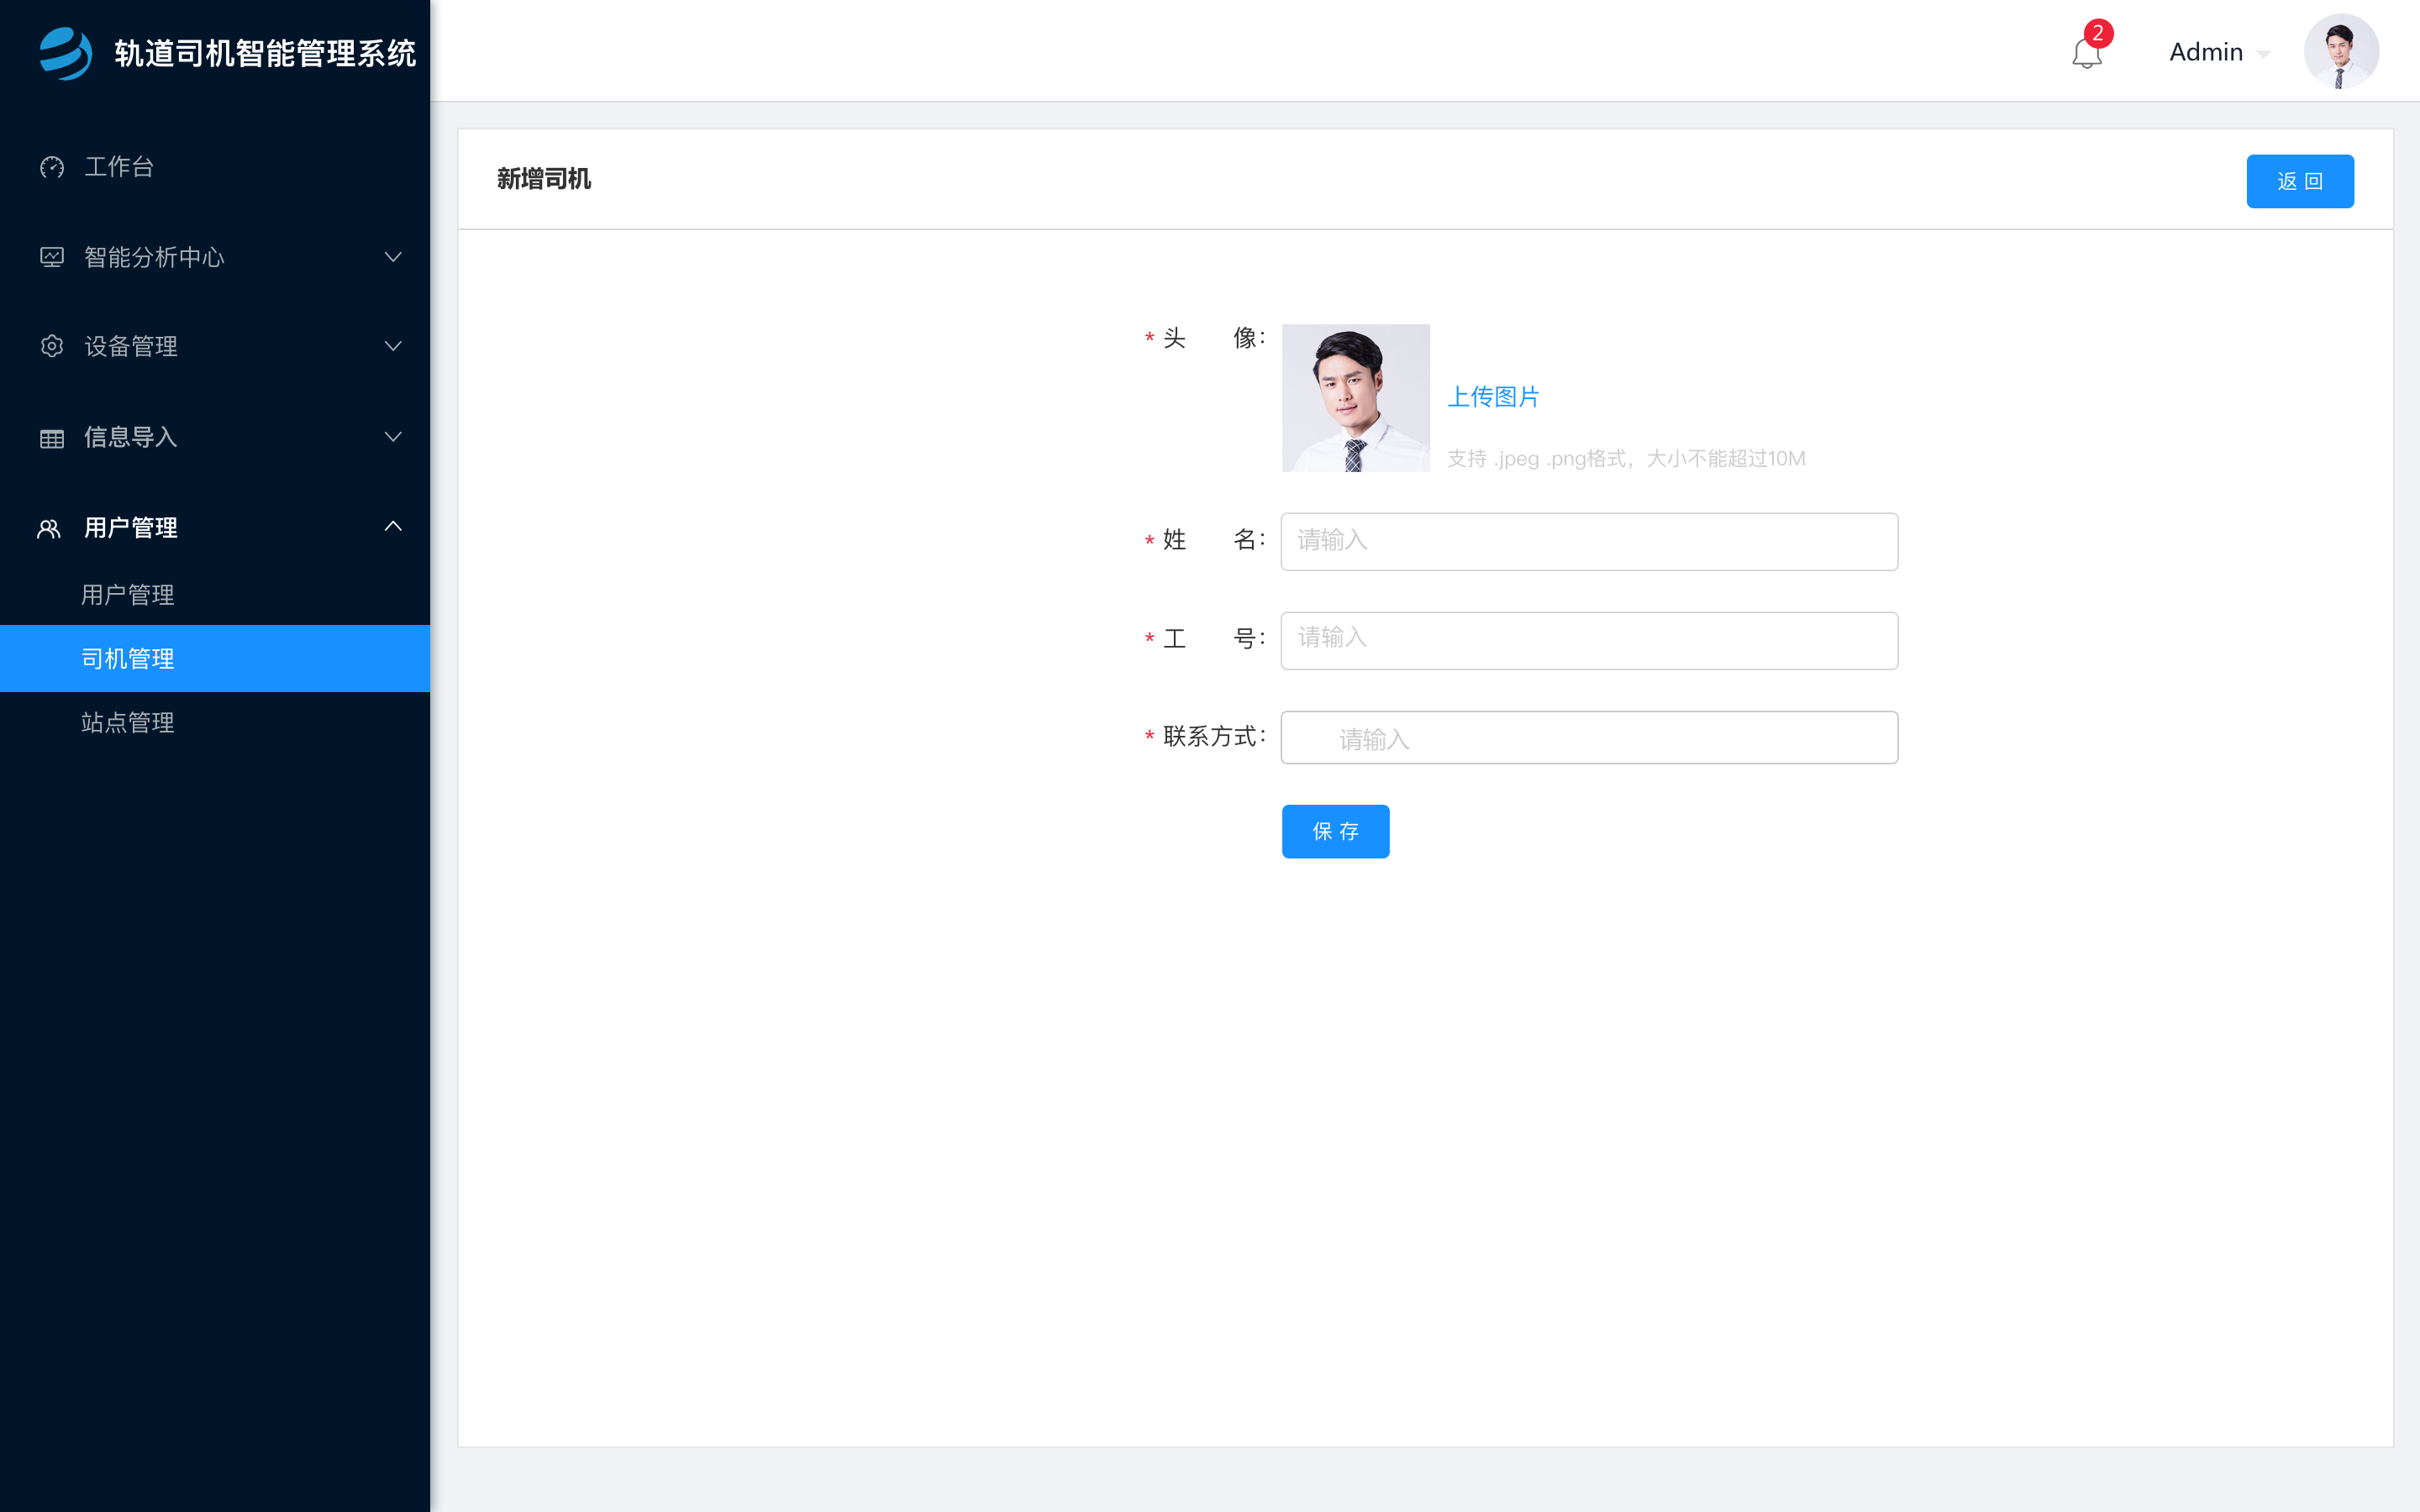 轨道司机智能管理系统
2
Admin
工作台
智能分析中心
设备管理
信息导入
用户管理
用户管理
司机管理
站点管理
新增司机
返 回
* 头 像：
上传图片
支持 .jpeg .png格式，大小不能超过10M
* 姓 名： 请输入
* 工 号： 请输入
* 联系方式： 请输入
保 存